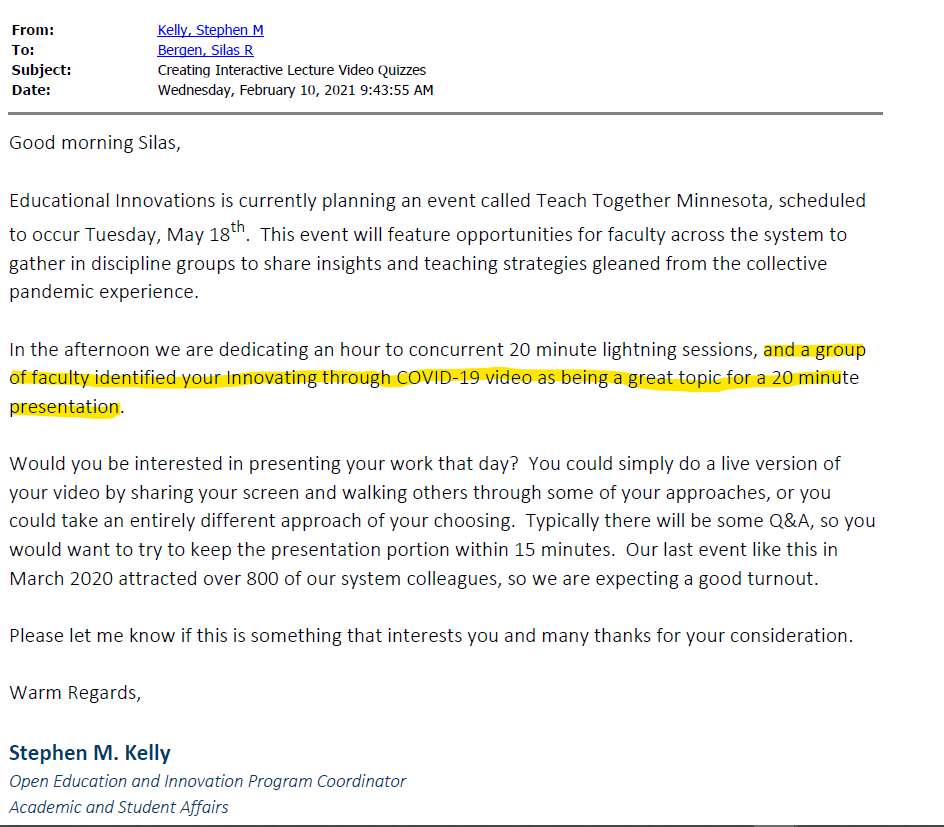 From: Kelly, Stephen M
To: Bergen, Silas R
Subject: Creating Interactive Lecture Video Quizzes
Date: Wednesday, February 10, 2021 9:43:55 AM
Good morning Silas,
Educational Innovations is currently planning an event called Teach Together Minnesota, scheduled
to occur Tuesday, May 18th. This event will feature opportunities for faculty across the system to
gather in discipline groups to share insights and teaching strategies gleaned from the collective
pandemic experience.
In the afternoon we are dedicating an hour to concurrent 20 minute lightning sessions, and a group
of faculty identified your Innovating through COVID-19 video as being a great topic for a 20 minute
presentation.
Would you be interested in presenting your work that day? You could simply do a live version of
your video by sharing your screen and walking others through some of your approaches, or you
could take an entirely different approach of your choosing. Typically there will be some Q&A, so you
would want to try to keep the presentation portion within 15 minutes. Our last event like this in
March 2020 attracted over 800 of our system colleagues, so we are expecting a good turnout.
Please let me know if this is something that interests you and many thanks for your consideration.
Warm Regards,
Stephen M. Kelly
Open Education and Innovation Program Coordinator
Academic and Student Affairs